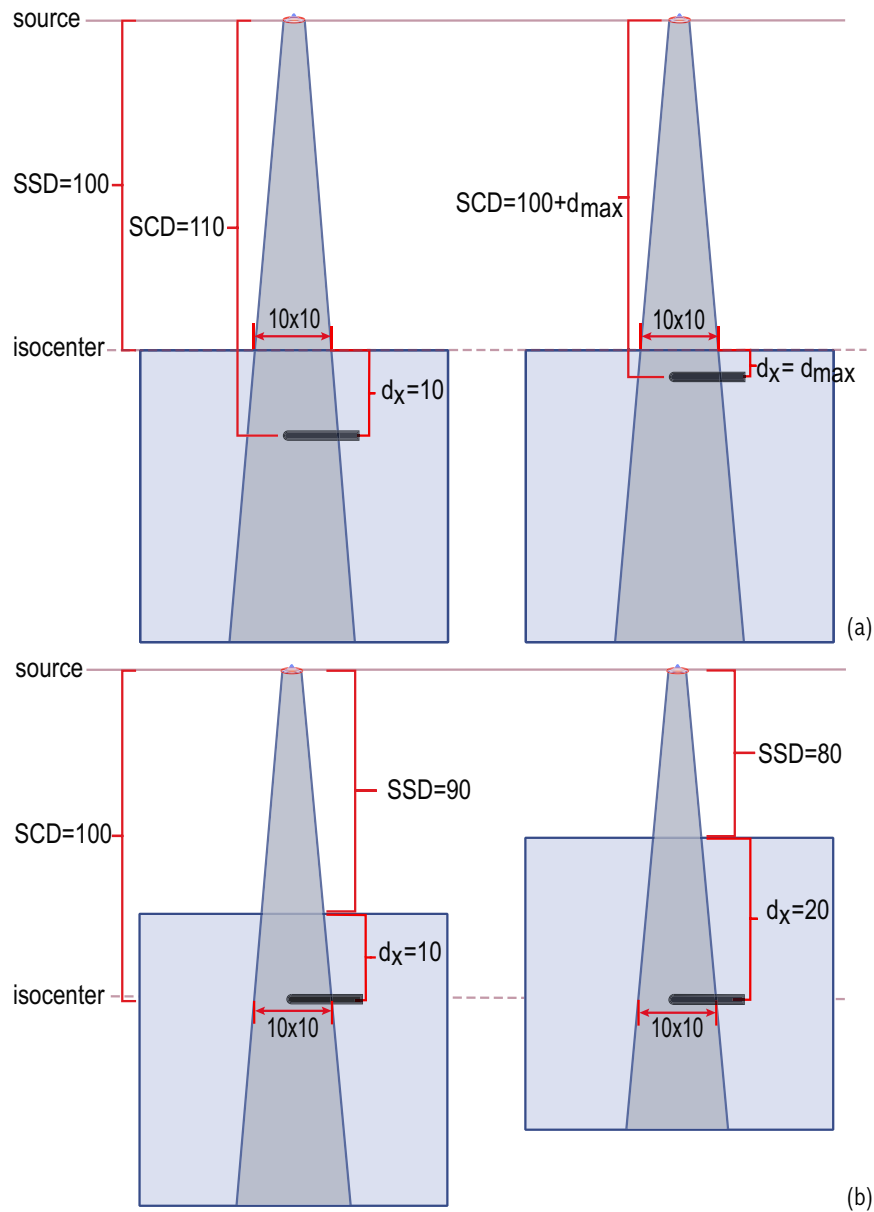 source
SSD=100
SCD=110
10x10
isocenter
dx=10
SCD=100+dmax
10x10
dx= dmax
(a)
source
SSD=90
SCD=100
dx=10
isocenter
10x10
SSD=80
dx=20
10x10
(b)